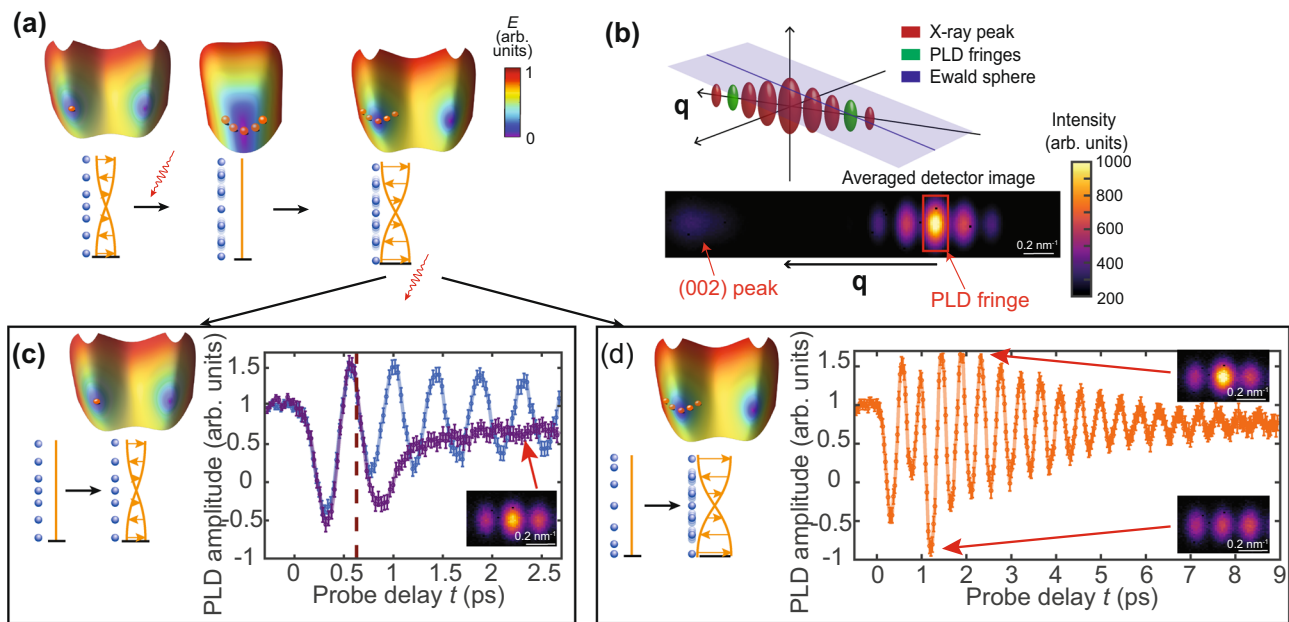 (a)
E
(arb.
units)
1
0
(b)
X-ray peak
PLD fringes
Ewald sphere
q
Intensity
(arb. units)
1000
800
600
400
200
Averaged detector image
0.2 nm⁻¹
(002) peak
q
PLD fringe
(c)
PLD amplitude (arb. units)
1.5
1
0.5
0
-0.5
-1
0.2 nm⁻¹
0 0.5 1 1.5 2 2.5
Probe delay t (ps)
(d)
PLD amplitude (arb. units)
1.5
1
0.5
0
-0.5
-1
0.2 nm⁻¹
0.2 nm⁻¹
0 1 2 3 4 5 6 7 8 9
Probe delay t (ps)